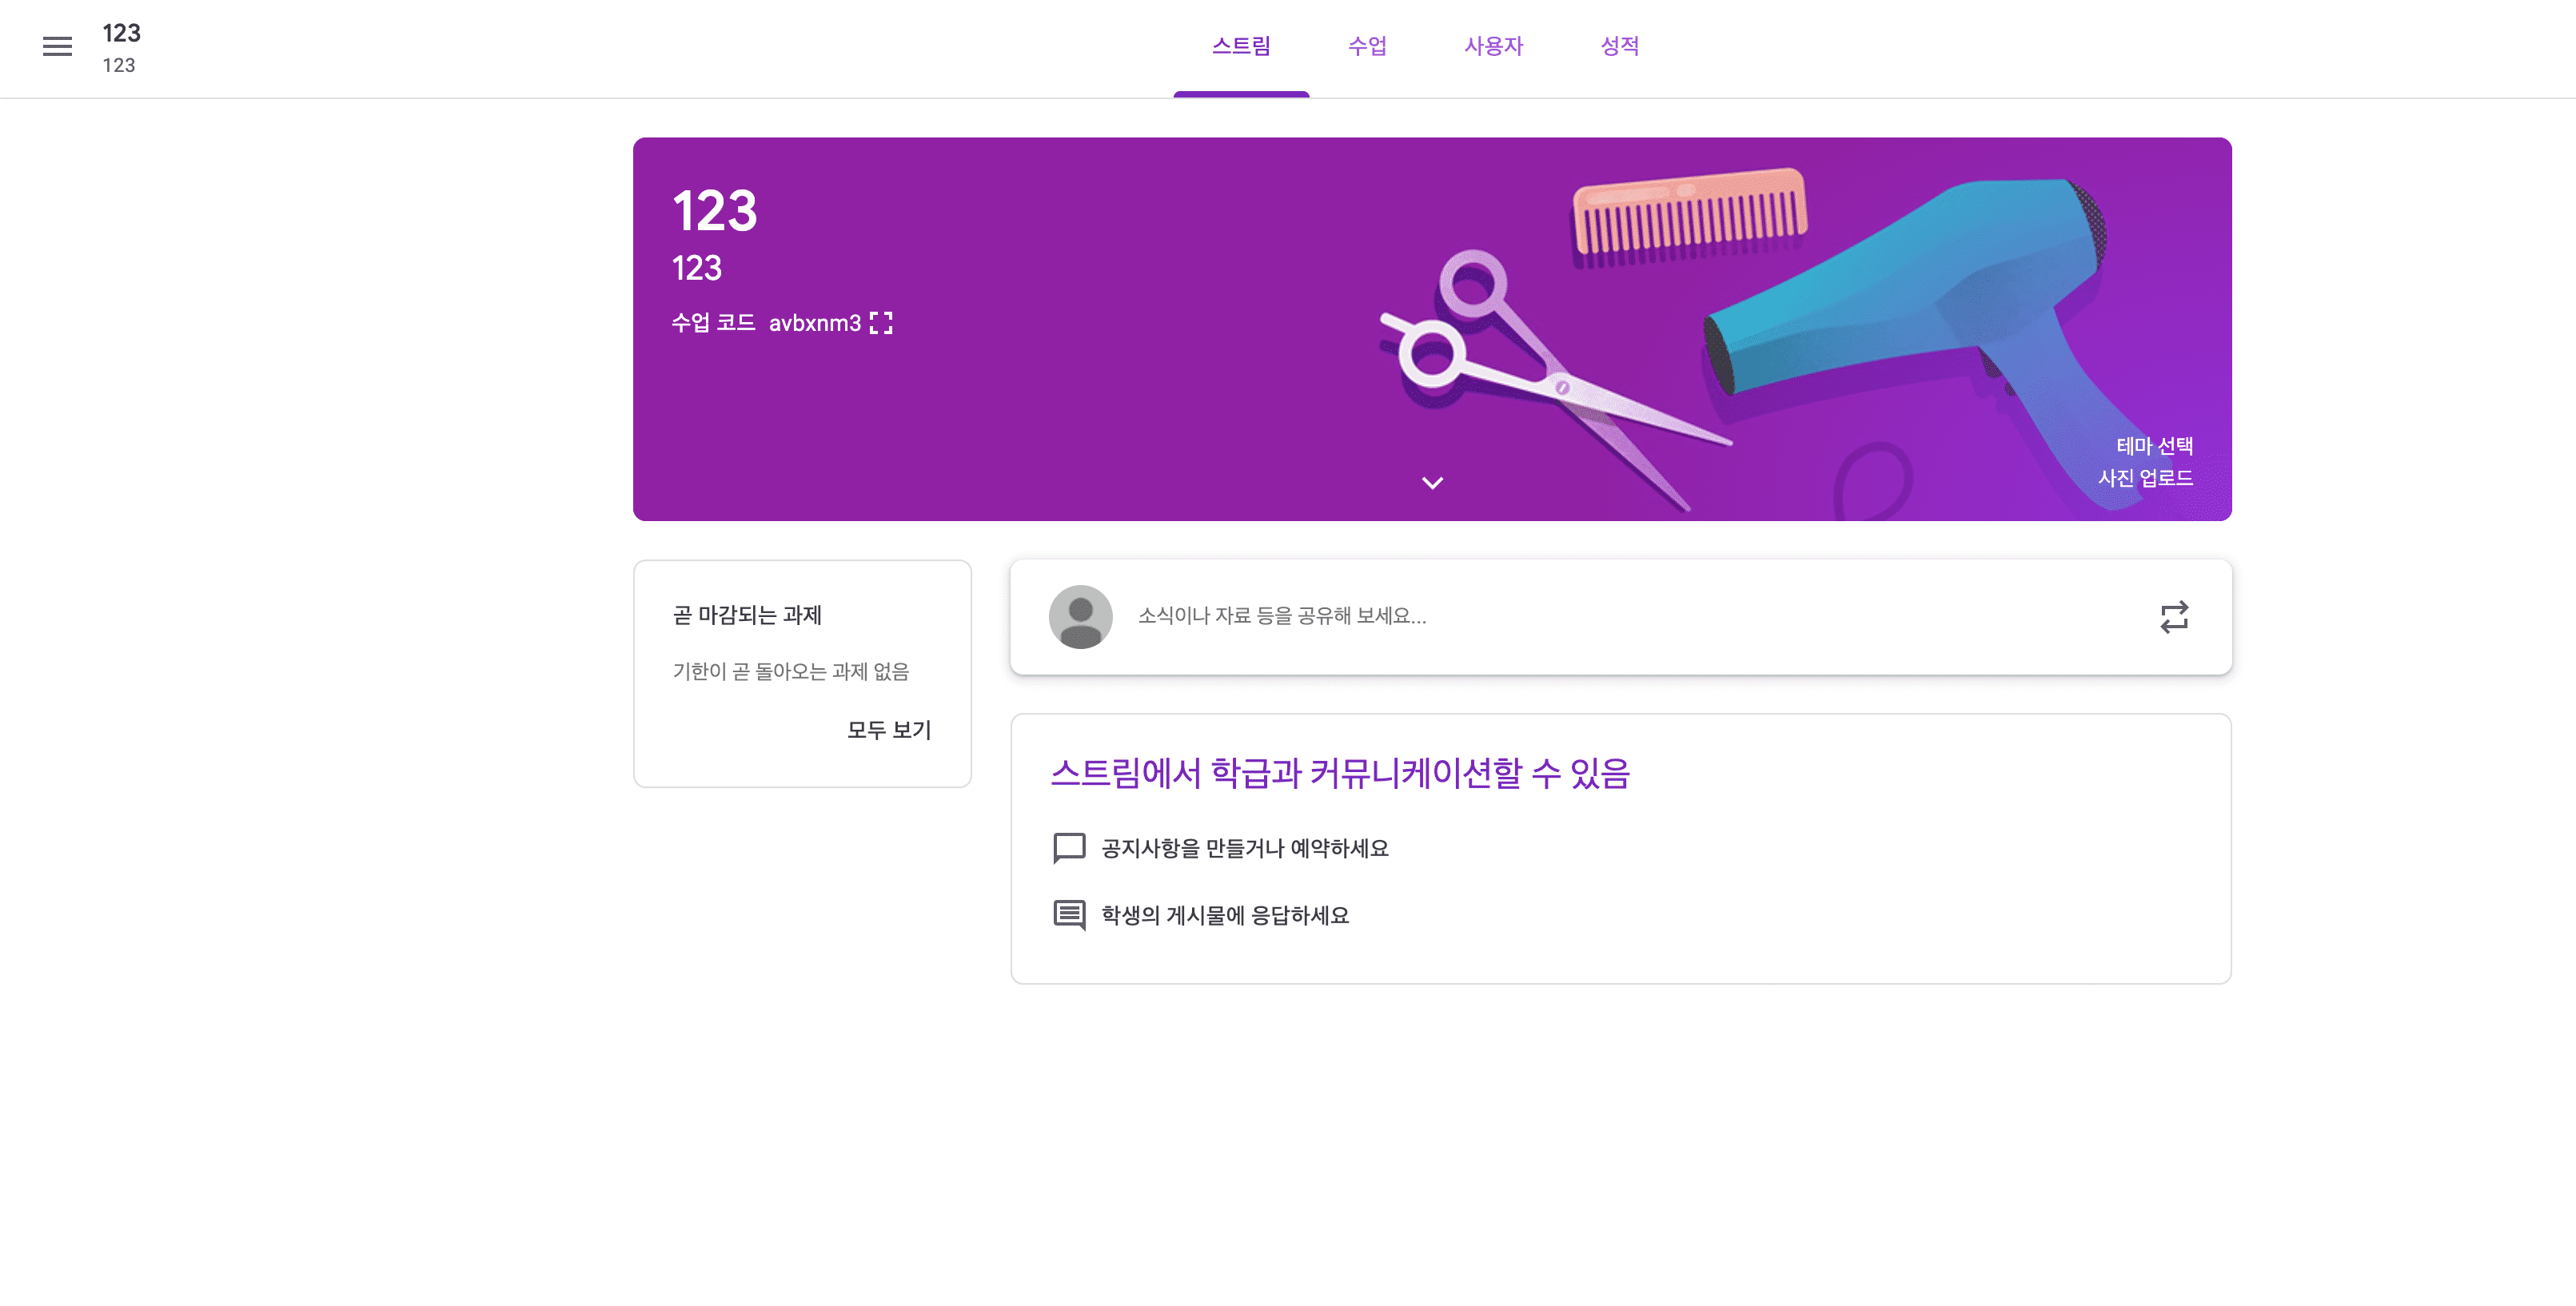 123
123
스트림
수업
사용자
성적
123
123
수업 코드 avbxnm3
테마 선택
사진 업로드
곧 마감되는 과제
기한이 곧 돌아오는 과제 없음
모두 보기
소식이나 자료 등을 공유해 보세요...
스트림에서 학급과 커뮤니케이션할 수 있음
공지사항을 만들거나 예약하세요
학생의 게시물에 응답하세요